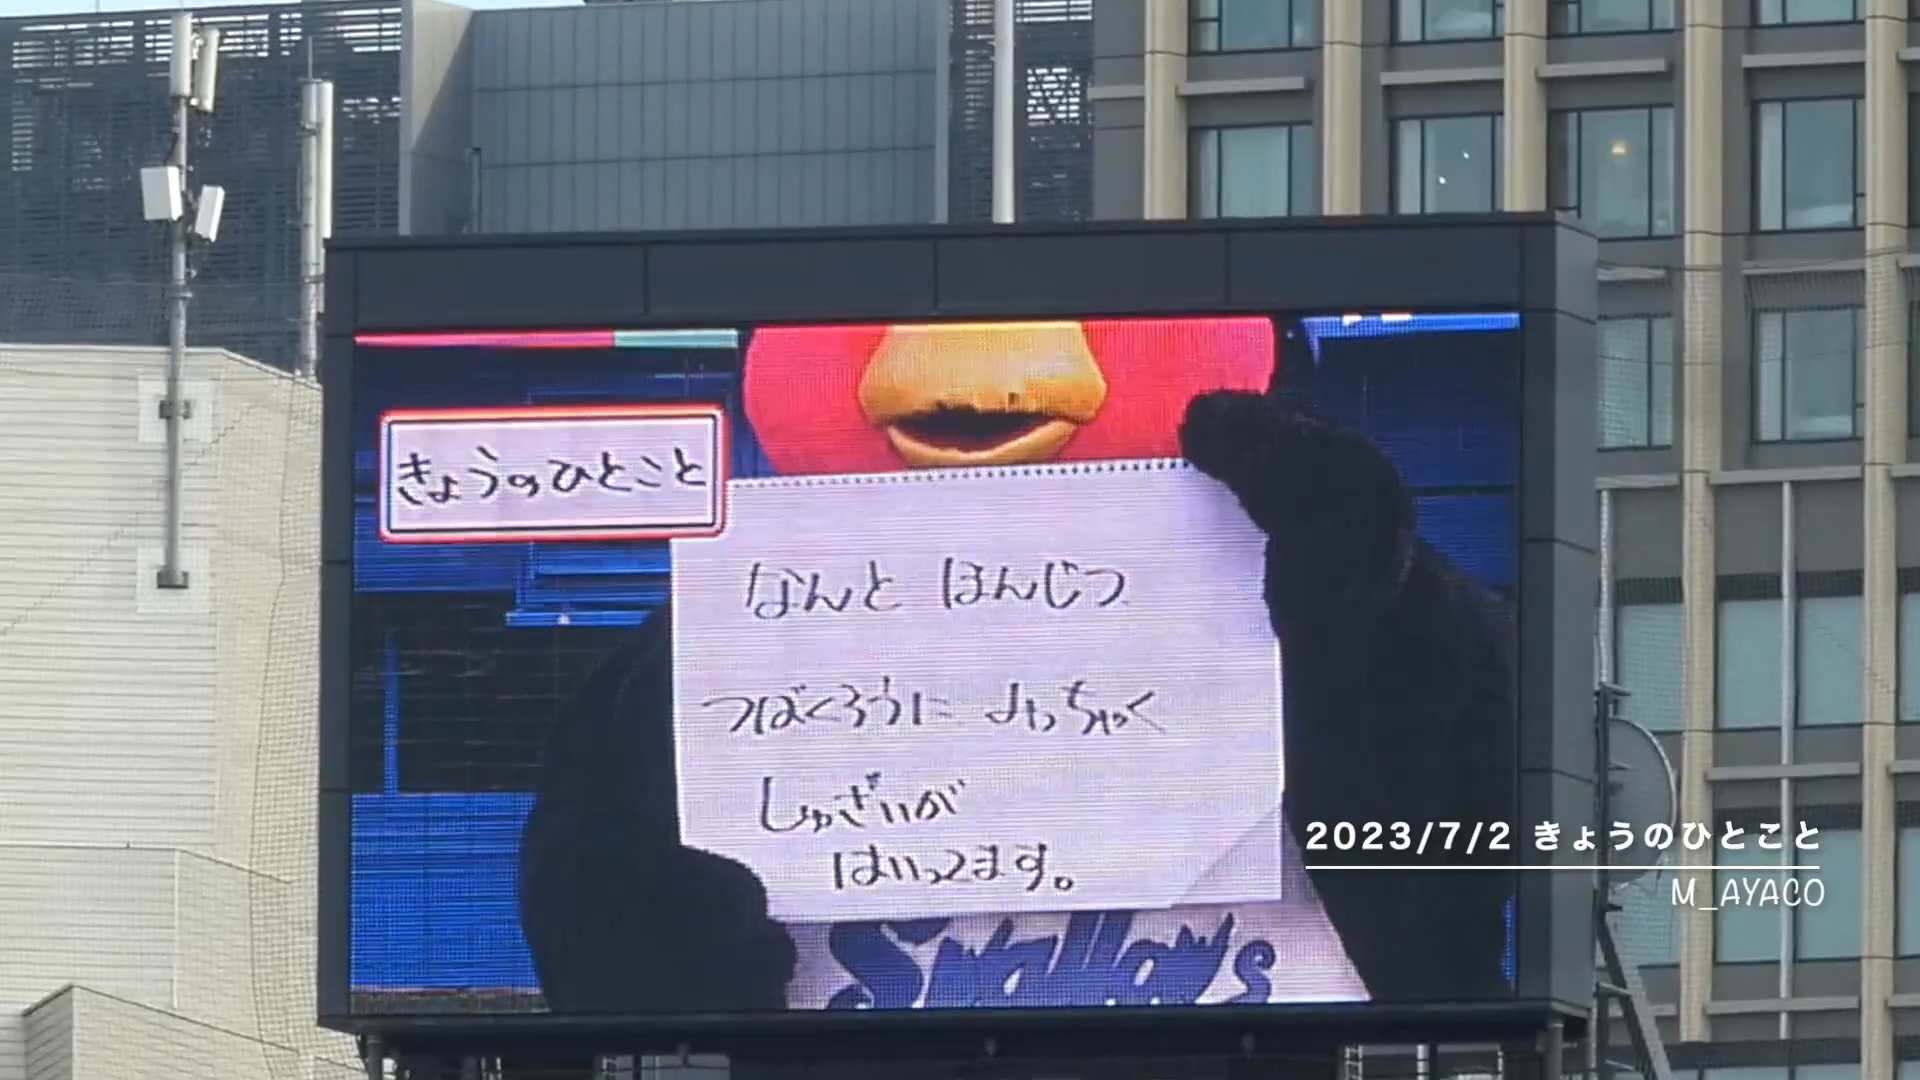 きょうのひとこと
なんと ほんじつ
つばくろうに みっちゃく
しゅざいが
はいってます。
Swallows
2023/7/2 きょうのひとこと
M_AYACO